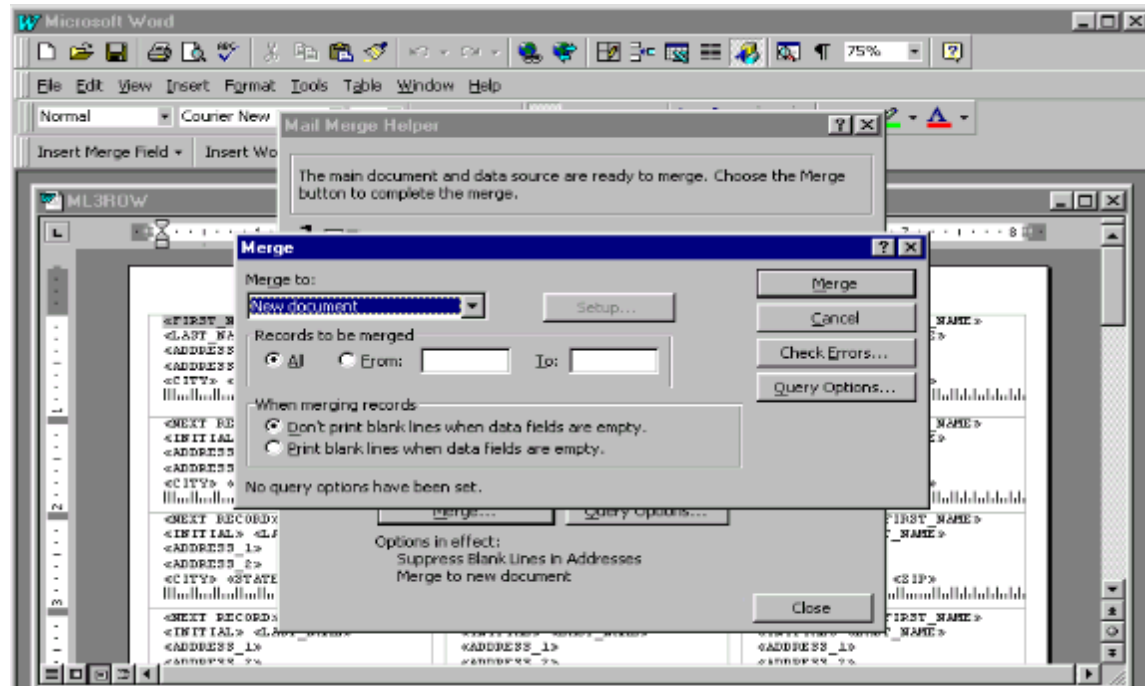 Microsoft Word
75%
File Edit View Insert Format Tools Table Window Help
Normal Courier New
Insert Merge Field Insert Wo
Mail Merge Helper
The main document and data source are ready to merge. Choose the Merge
button to complete the merge.
ML3ROW
8
Merge
Merge to:
New document
Setup...
Records to be merged
All From: To:
When merging records
Don't print blank lines when data fields are empty.
Print blank lines when data fields are empty.
No query options have been set.
Merge
Cancel
Check Errors...
Query Options...
Merge... Query Options...
Options in effect:
Suppress Blank Lines in Addresses
Merge to new document
Close
«FIRST_N NAME»
«LAST_NA
«ADDRESS
«ADDRESS
«CITY» «
«NEXT RE NAME»
«INITIAL
«ADDRESS
«ADDRESS
«CITY» «
«NEXT RECORD» FIRST_NAME»
«INITIAL» «LA T_NAME»
«ADDRESS_1»
«ADDRESS_2»
«CITY» «STATE «ZIP»
«NEXT RECORD» FIRST_NAME»
«INITIAL»
«ADDRESS_1» «ADDRESS_1» «ADDRESS_1»